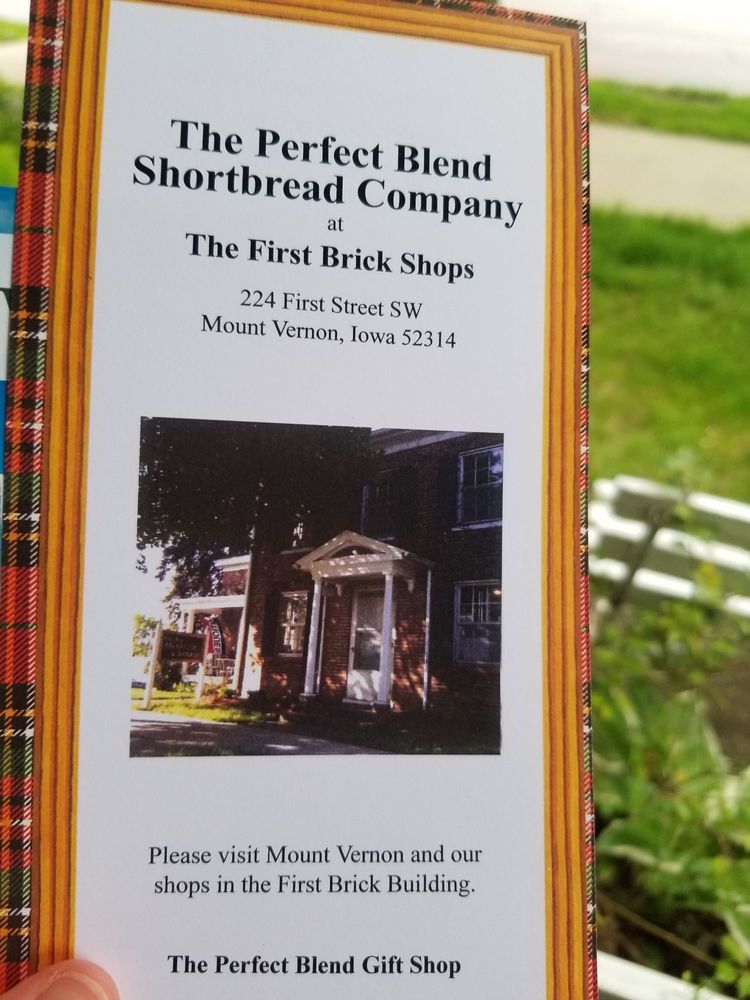 The Perfect Blend
Shortbread Company
at
The First Brick Shops
224 First Street SW
Mount Vernon, Iowa 52314
Please visit Mount Vernon and our
shops in the First Brick Building.
The Perfect Blend Gift Shop